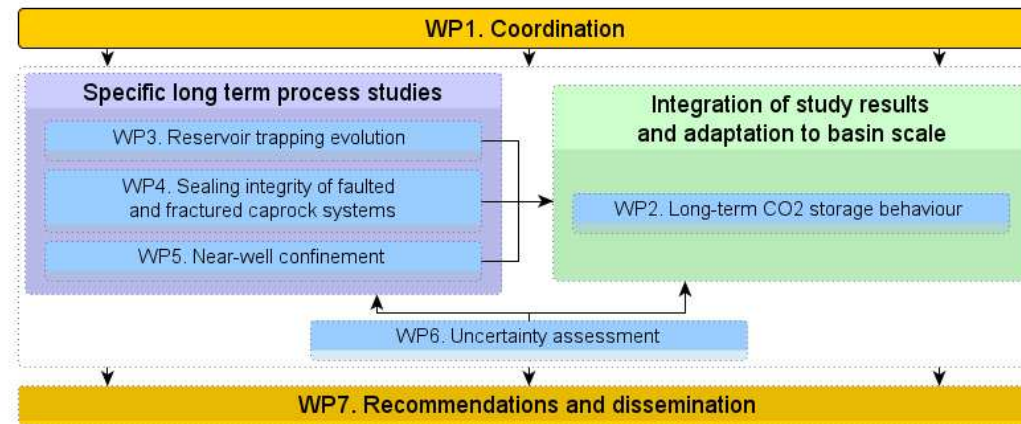 WP1. Coordination
Specific long term process studies
WP3. Reservoir trapping evolution
WP4. Sealing integrity of faulted
and fractured caprock systems
WP5. Near-well confinement
Integration of study results
and adaptation to basin scale
WP2. Long-term CO2 storage behaviour
WP6. Uncertainty assessment
WP7. Recommendations and dissemination